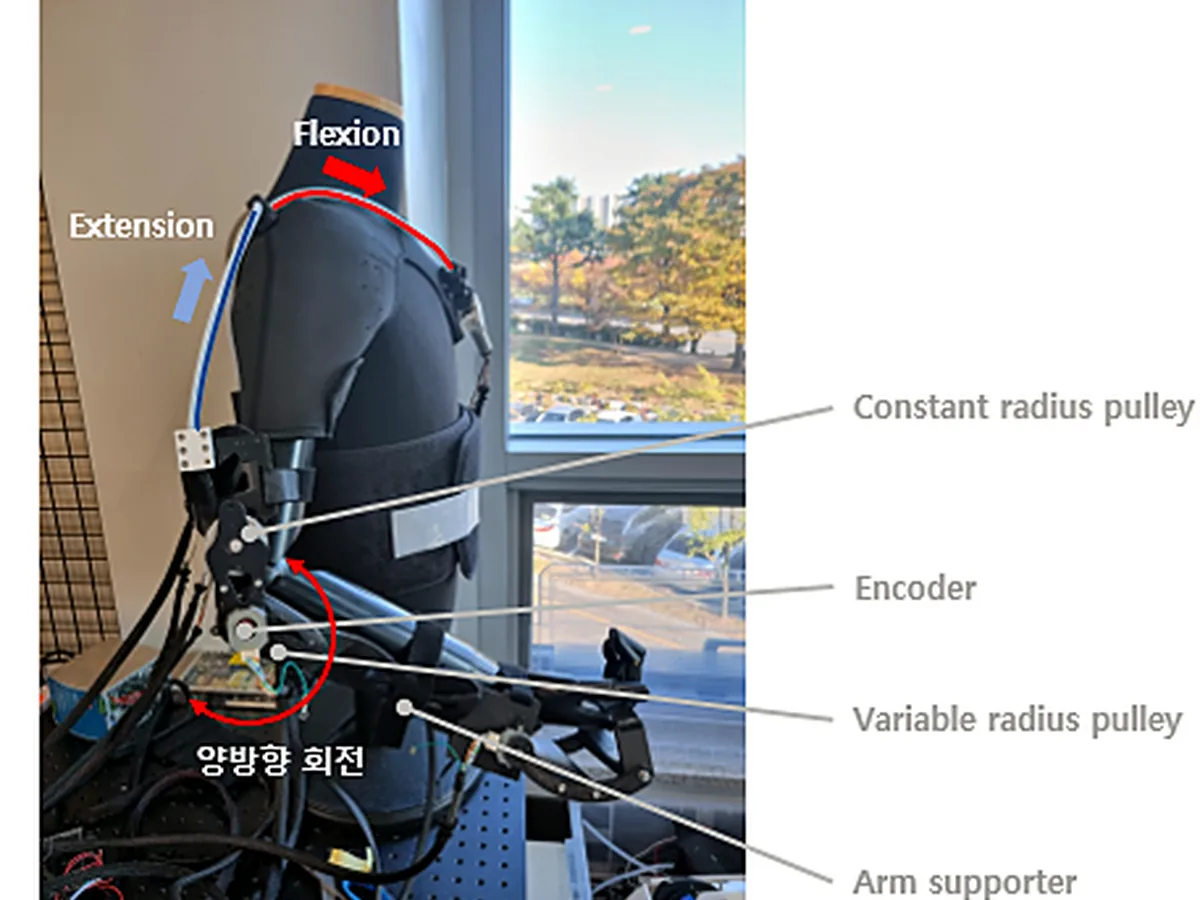 Flexion
Extension
Constant radius pulley
Encoder
Variable radius pulley
양방향 회전
Arm supporter